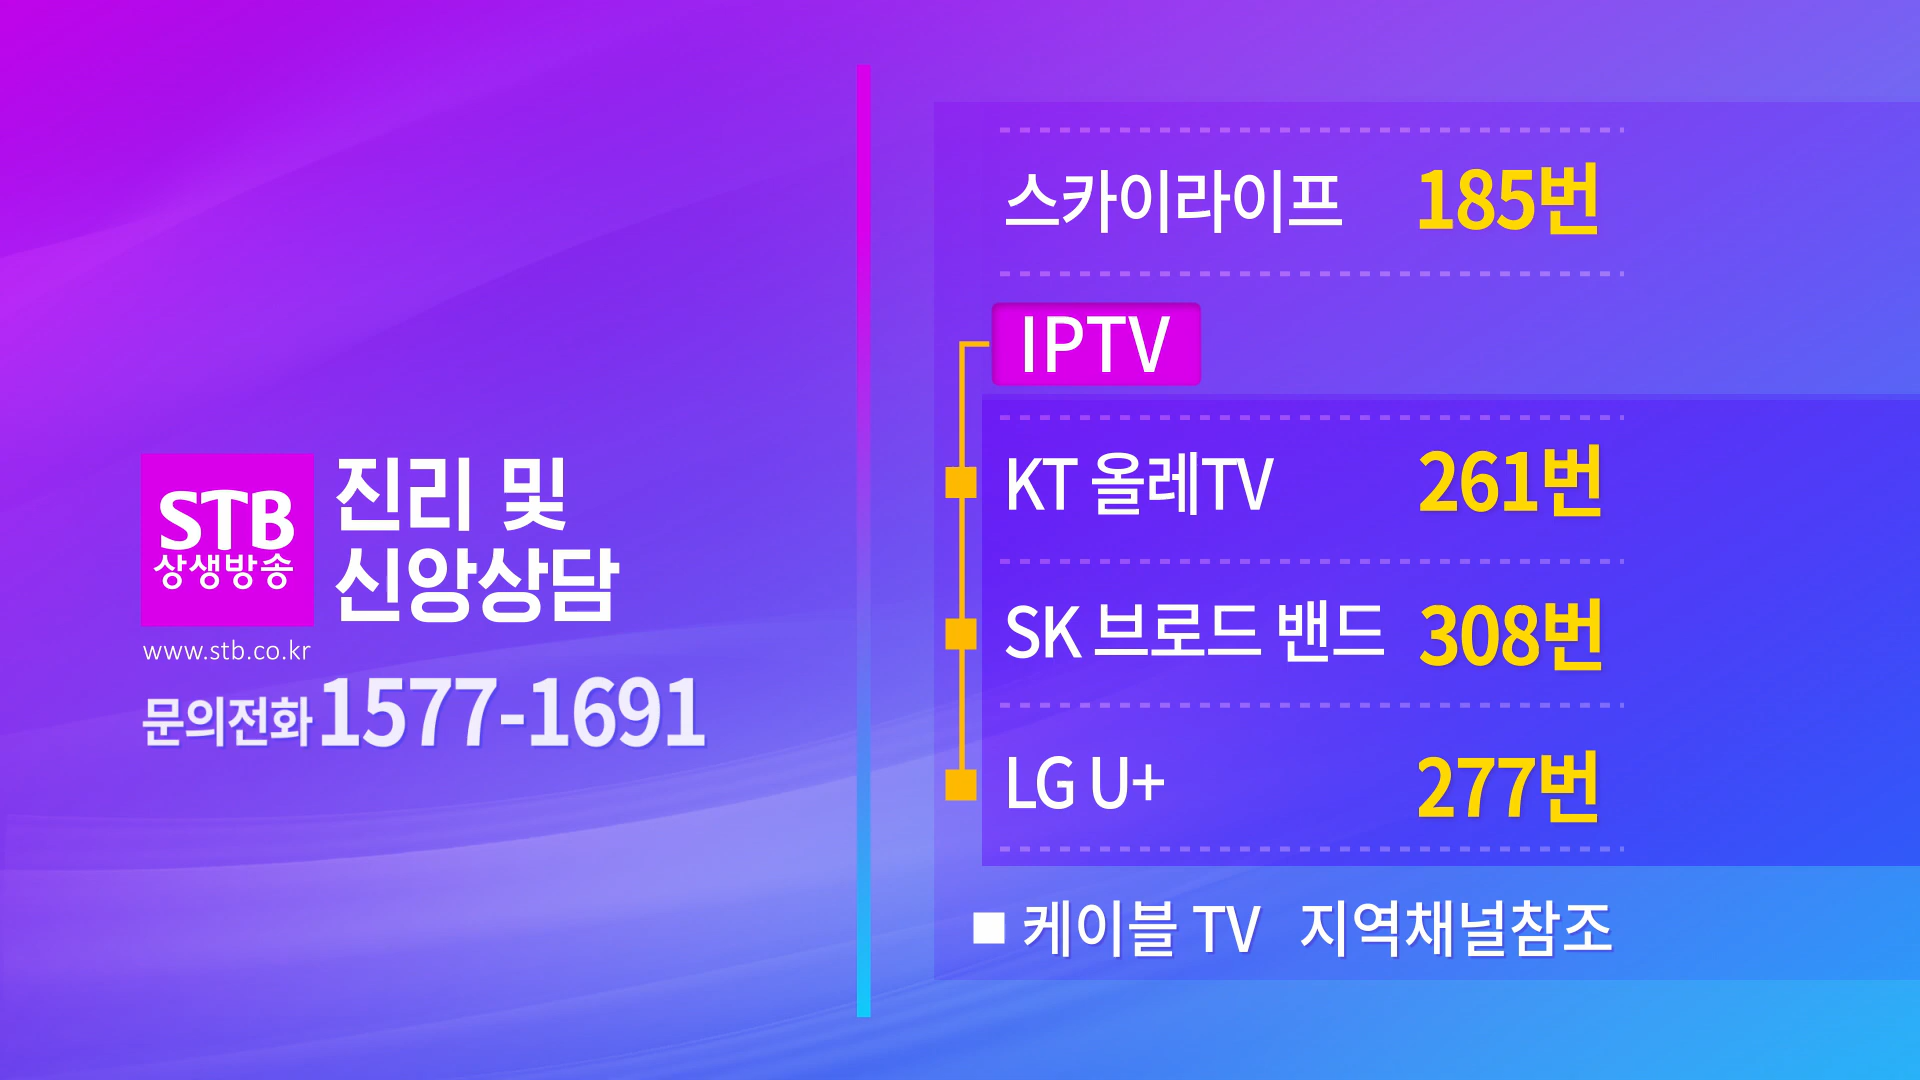 STB
상생방송
www.stb.co.kr
진리 및
신앙상담
문의전화 1577-1691
스카이라이프 185번
IPTV
KT 올레TV 261번
SK 브로드 밴드 308번
LG U+ 277번
■ 케이블 TV 지역채널참조